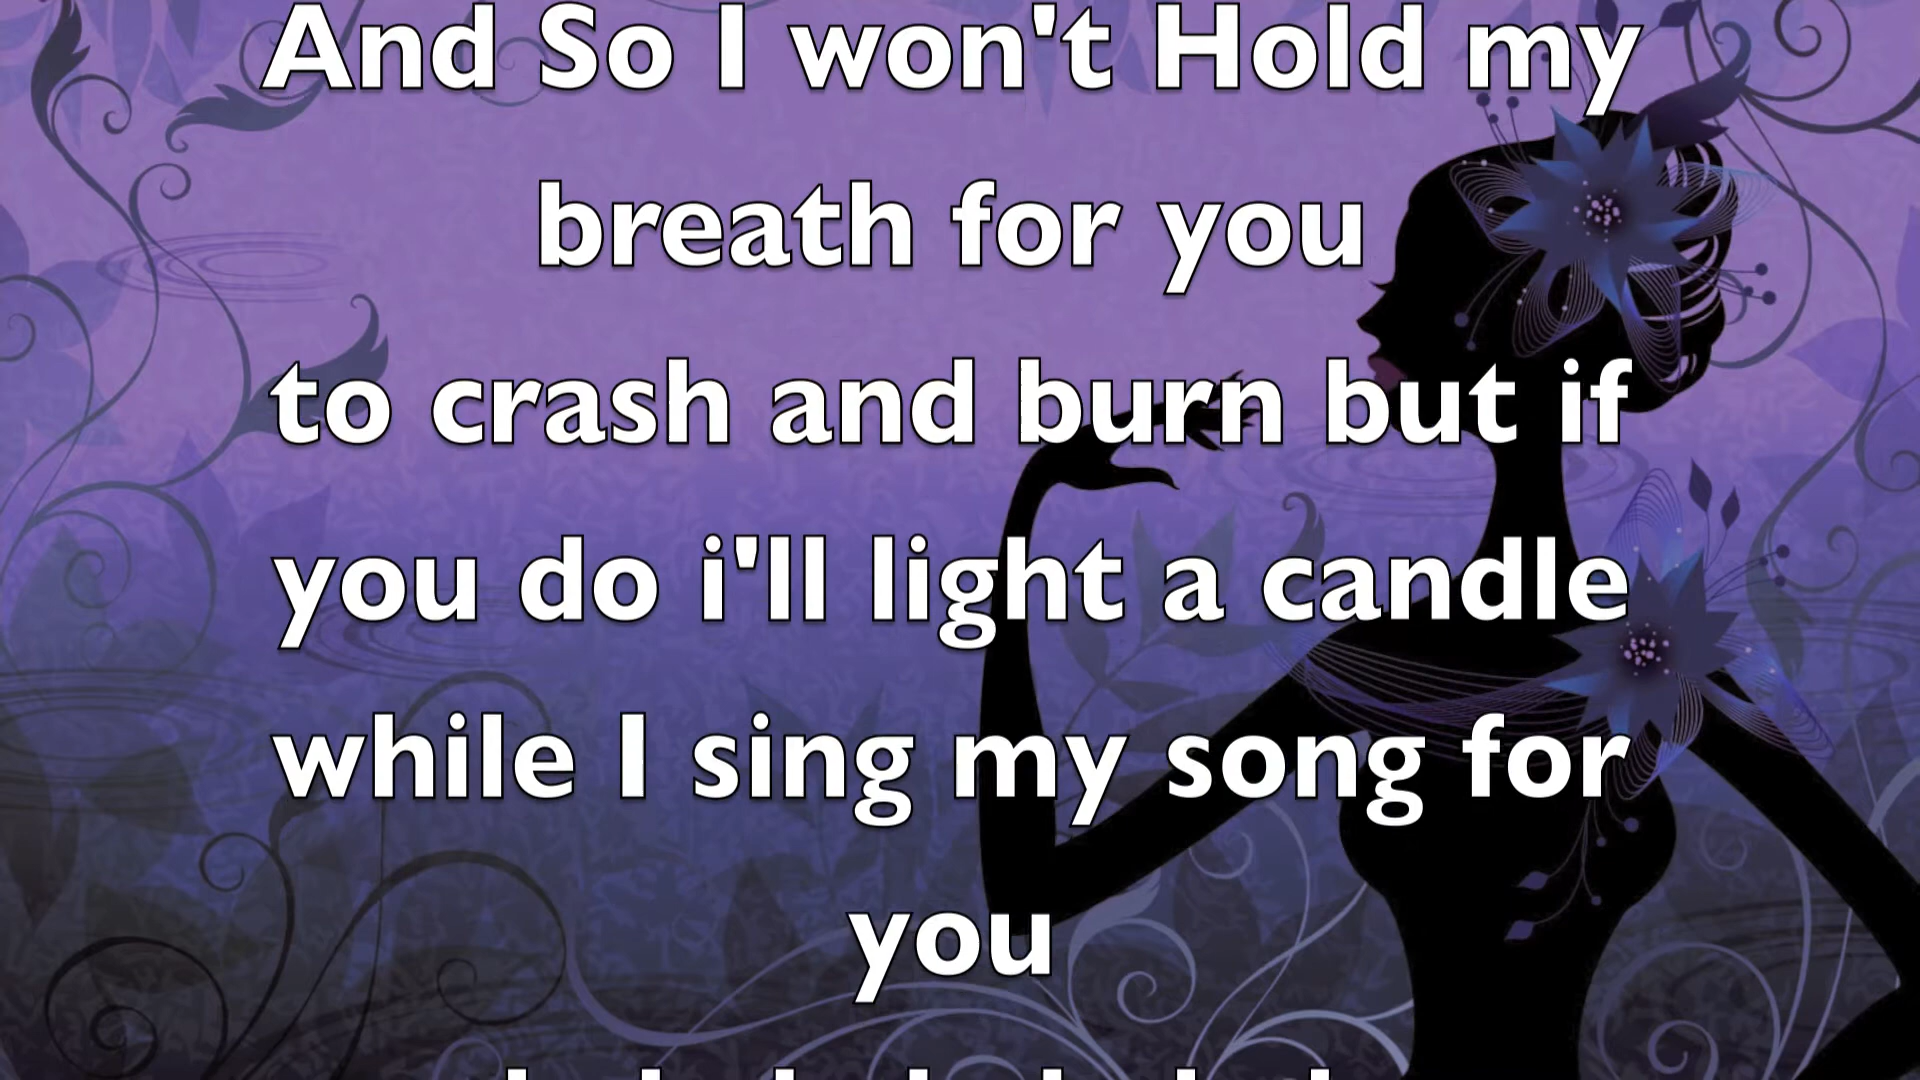 And So I won't Hold my
breath for you
to crash and burn but if
you do i'll light a candle
while I sing my song for
you